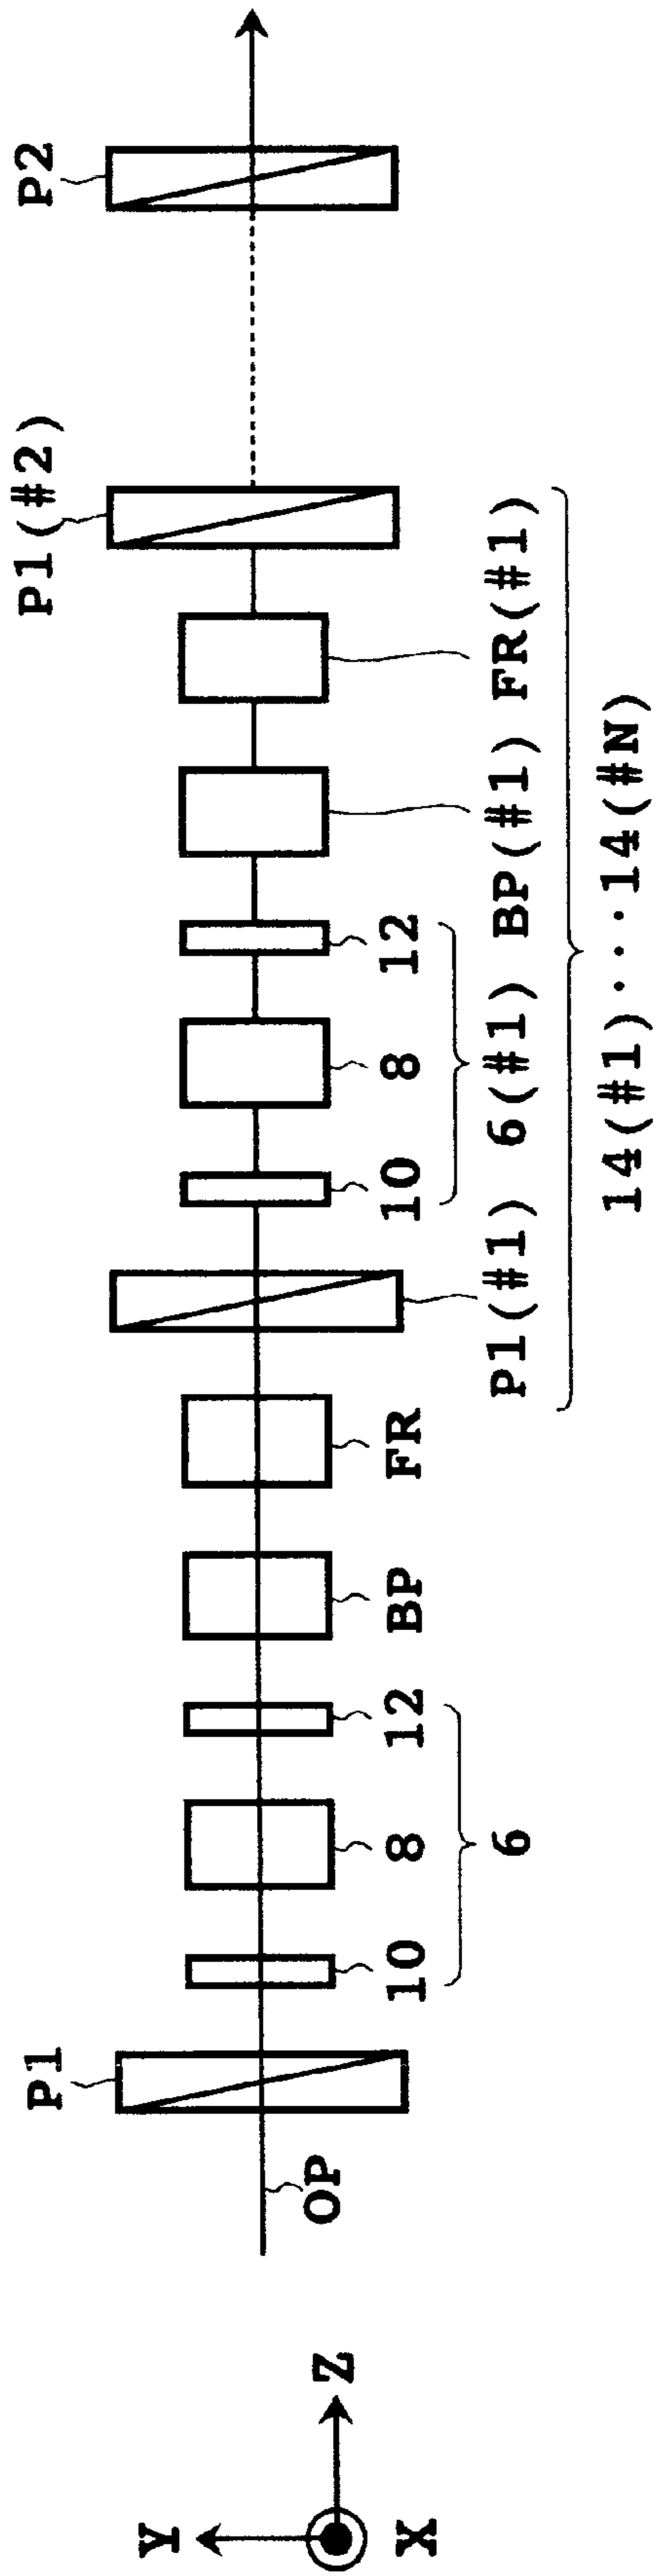 P1
P1(#2)
P2
OP
10
8
12
BP
FR
10
8
12
6
P1(#1) 6(#1) BP(#1) FR(#1)
14(#1)···14(#N)
Y
Z
X